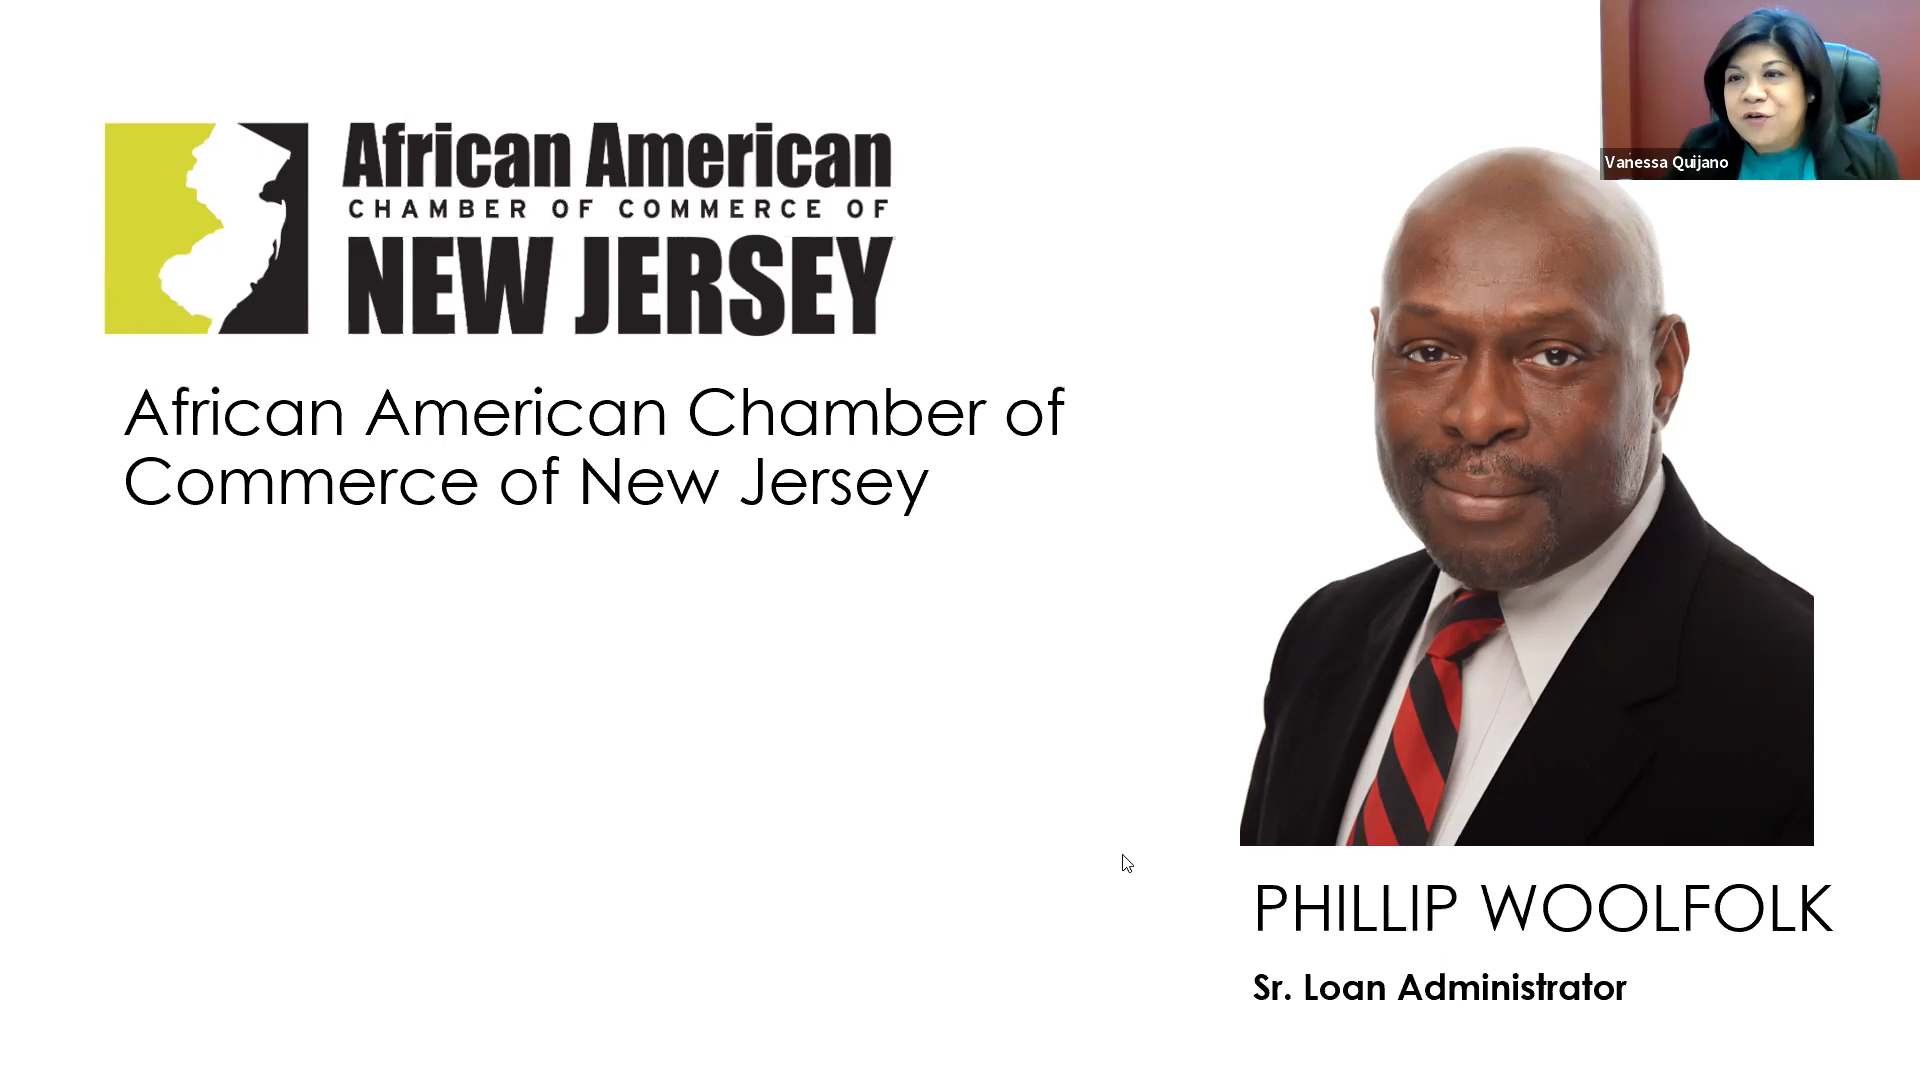 African American
CHAMBER OF COMMERCE OF
NEW JERSEY
Vanessa Quijano
African American Chamber of
Commerce of New Jersey
PHILLIP WOOLFOLK
Sr. Loan Administrator